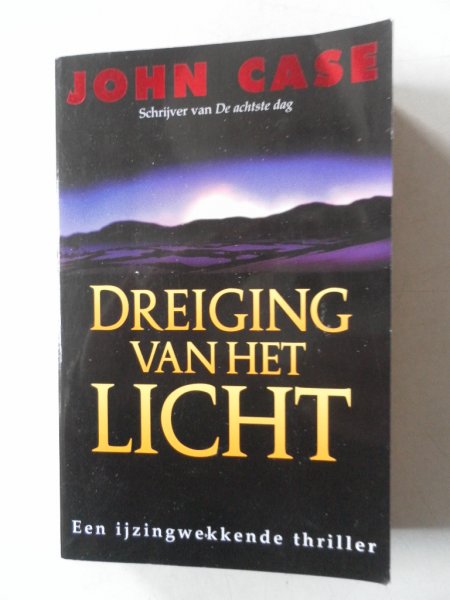 JOHN CASE
Schrijver van De achtste dag
DREIGING
VAN HET
LICHT
Een ijzingwekkende thriller